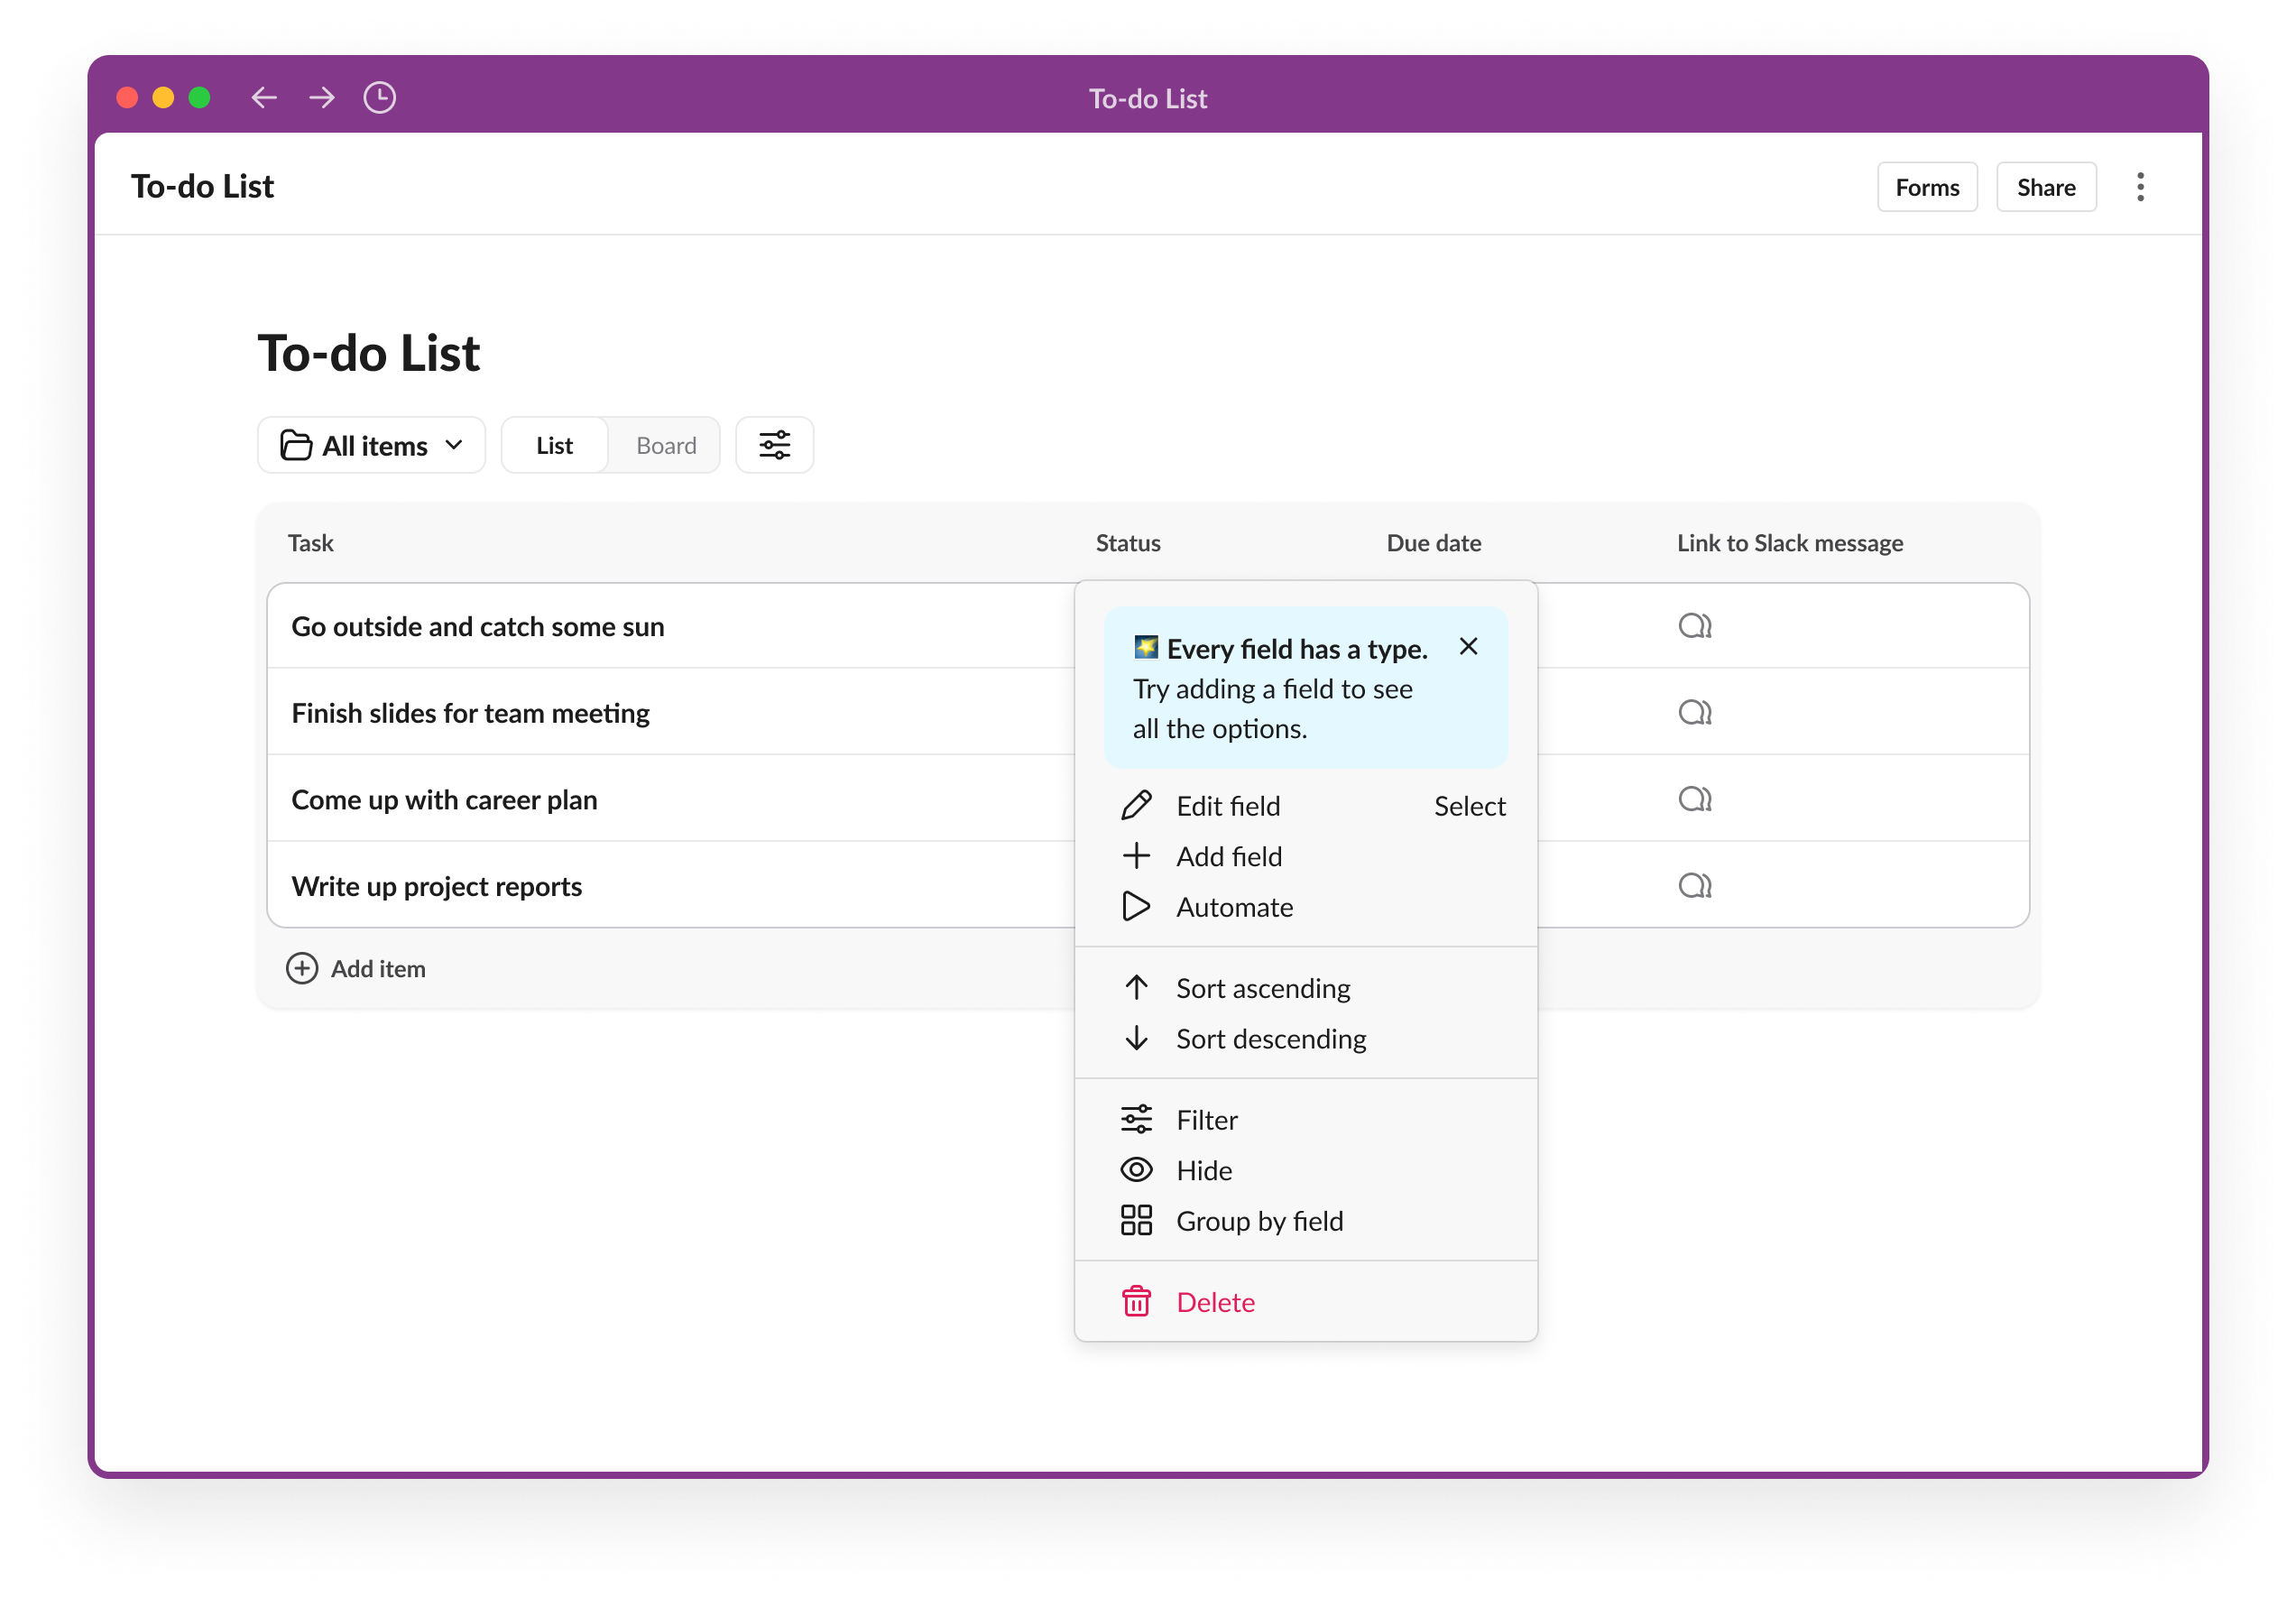 To-do List
To-do List
Forms
Share
To-do List
All items
List
Board
Task
Status
Due date
Link to Slack message
Go outside and catch some sun
Finish slides for team meeting
Come up with career plan
Write up project reports
Add item
Every field has a type.
Try adding a field to see
all the options.
Edit field
Select
Add field
Automate
Sort ascending
Sort descending
Filter
Hide
Group by field
Delete